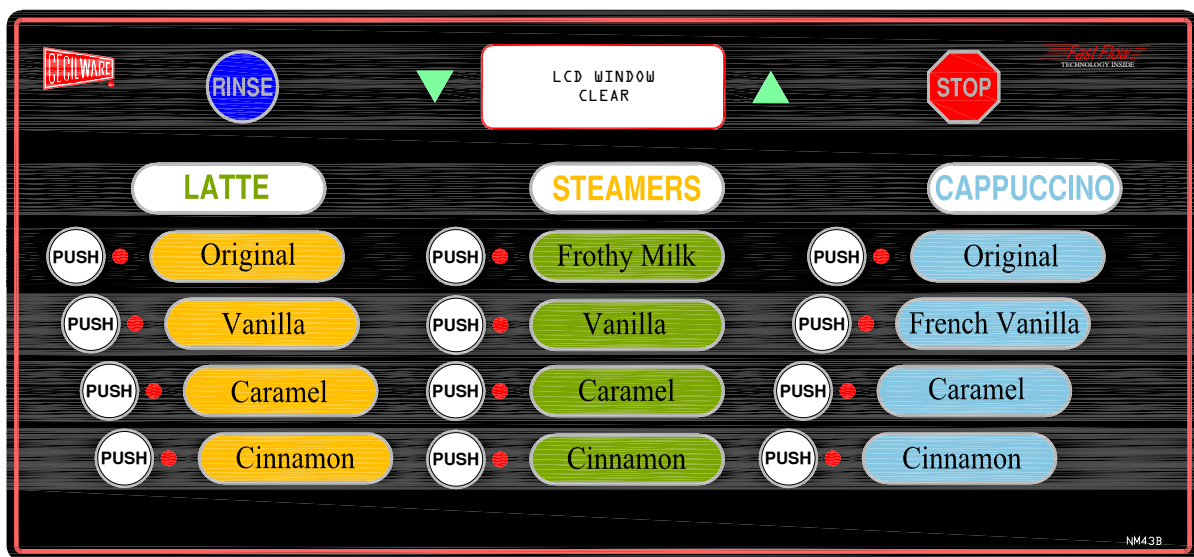 CECILWARE®
RINSE
LCD WINDOW
CLEAR
STOP
Fast Flow
TECHNOLOGY INSIDE
LATTE
STEAMERS
CAPPUCCINO
PUSH Original
PUSH Frothy Milk
PUSH Original
PUSH Vanilla
PUSH Vanilla
PUSH French Vanilla
PUSH Caramel
PUSH Caramel
PUSH Caramel
PUSH Cinnamon
PUSH Cinnamon
PUSH Cinnamon
NM43B